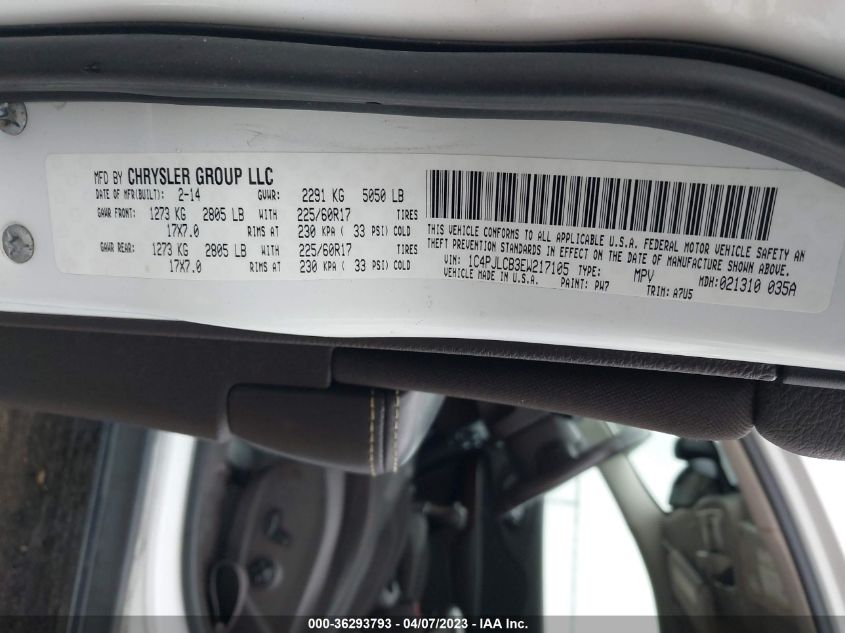 MFD BY CHRYSLER GROUP LLC
DATE OF MFR(BUILT): 2-14 GVWR: 2291 KG 5050 LB
GAWR FRONT: 1273 KG 2805 LB WITH 225/60R17 TIRES
17X7.0 RIMS AT 230 KPA ( 33 PSI) COLD
GAWR REAR: 1273 KG 2805 LB WITH 225/60R17 TIRES
17X7.0 RIMS AT 230 KPA ( 33 PSI) COLD
THIS VEHICLE CONFORMS TO ALL APPLICABLE U.S.A. FEDERAL MOTOR VEHICLE SAFETY AN
THEFT PREVENTION STANDARDS IN EFFECT ON THE DATE OF MANUFACTURE SHOWN ABOVE.
VIN: 1C4PJLCB3EW217105 TYPE: MPV MDH:021310 035A
VEHICLE MADE IN U.S.A. PAINT: PW7 TRIM: A7U5
000-36293793 - 04/07/2023 - IAAI, Inc.